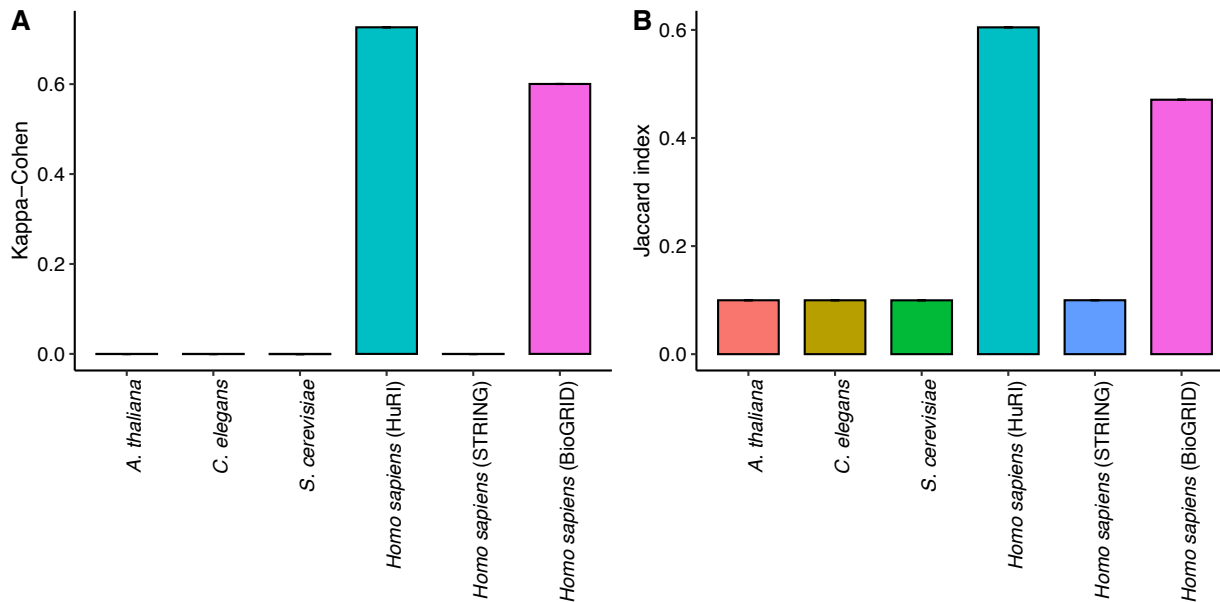 A
Kappa−Cohen
0.6
0.4
0.2
0.0
A. thaliana
C. elegans
S. cerevisiae
Homo sapiens (HuRI)
Homo sapiens (STRING)
Homo sapiens (BioGRID)
B
Jaccard index
0.6
0.4
0.2
0.0
A. thaliana
C. elegans
S. cerevisiae
Homo sapiens (HuRI)
Homo sapiens (STRING)
Homo sapiens (BioGRID)